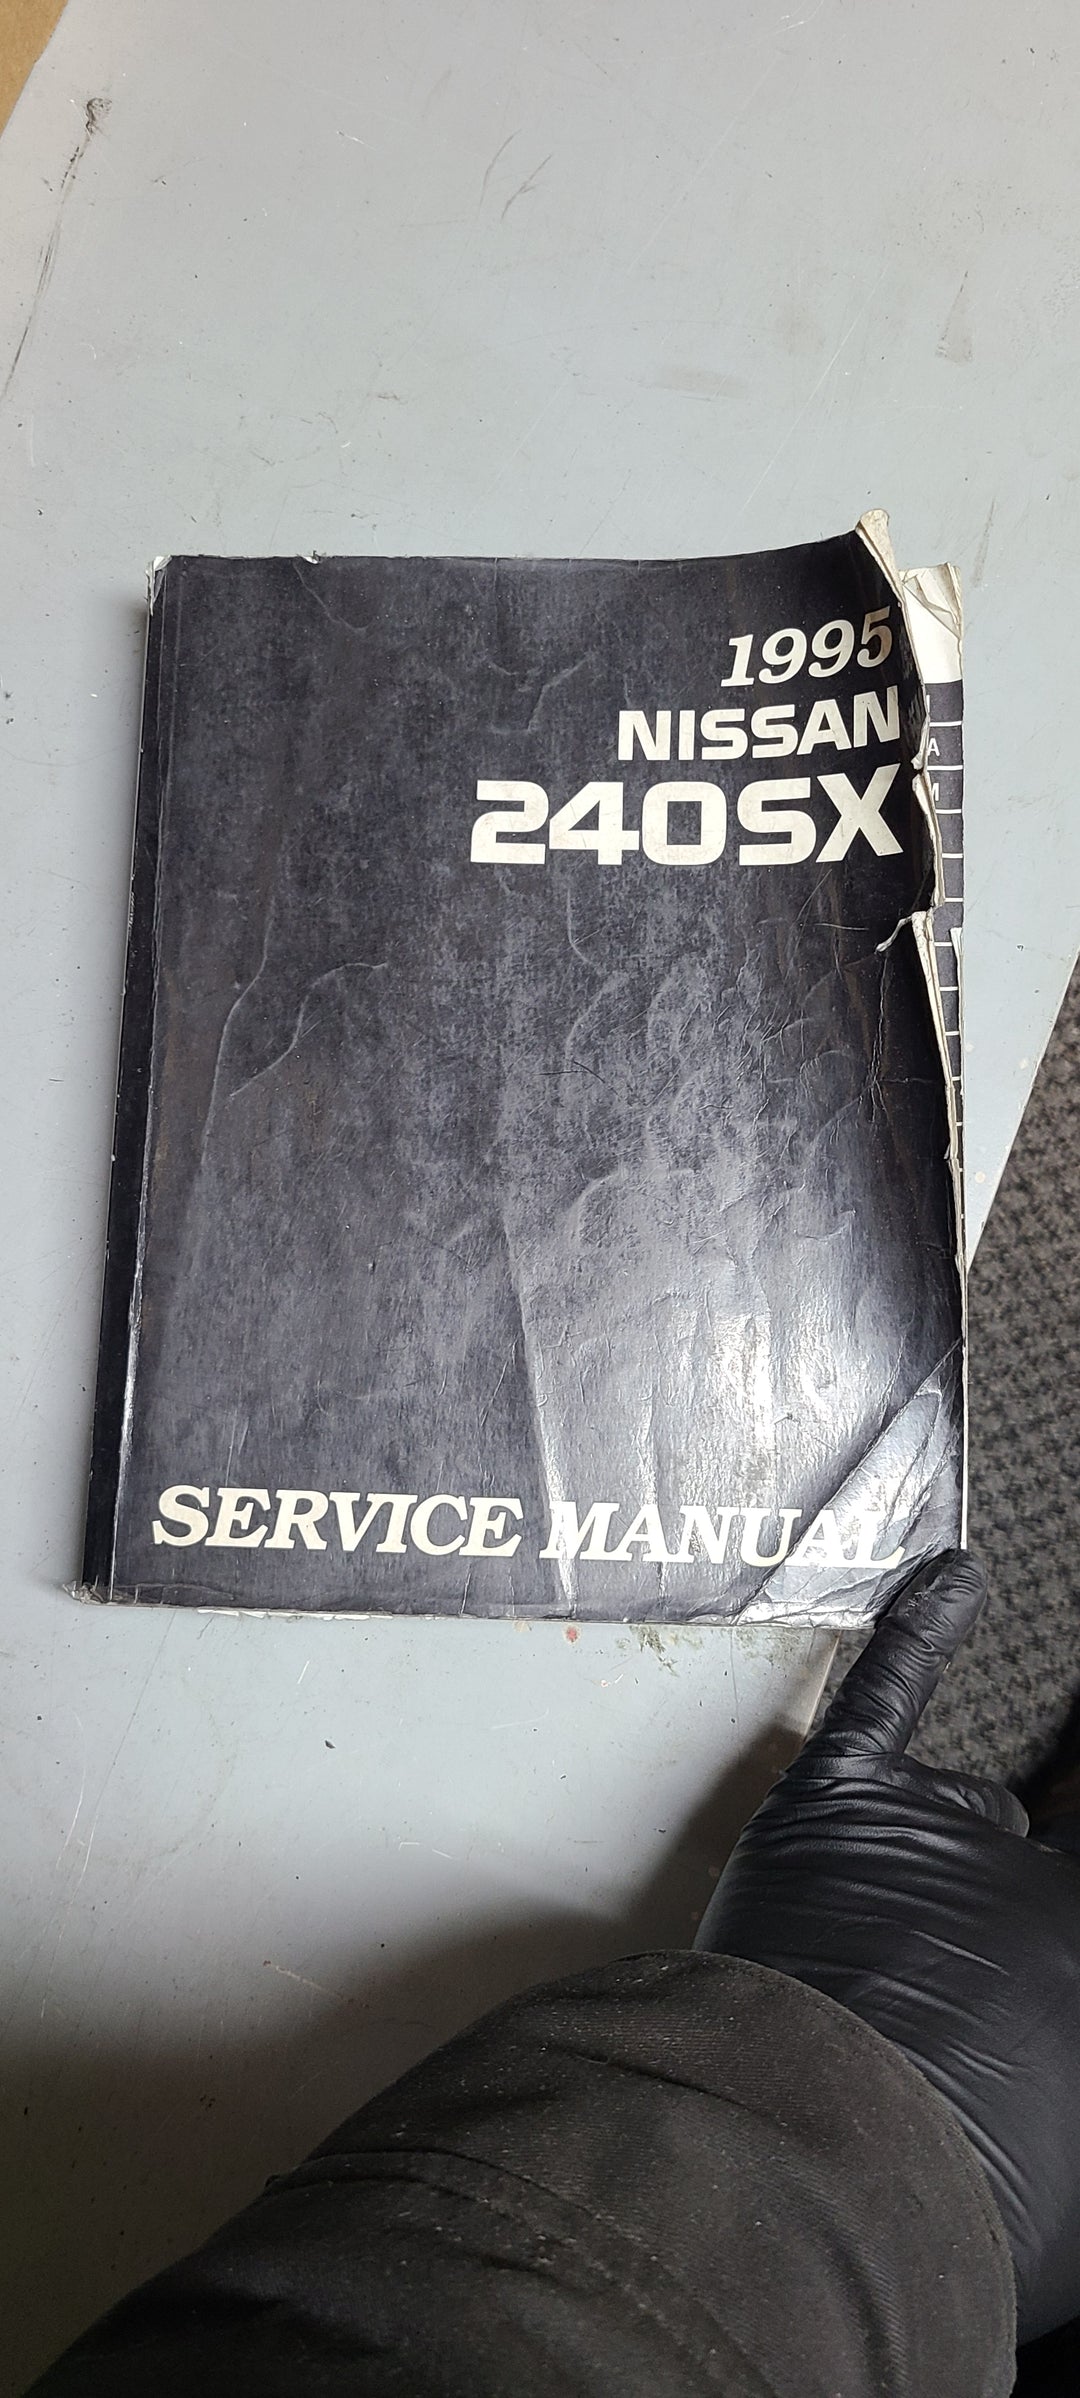 1995
NISSAN
240SX
A
M
SERVICE MANUAL